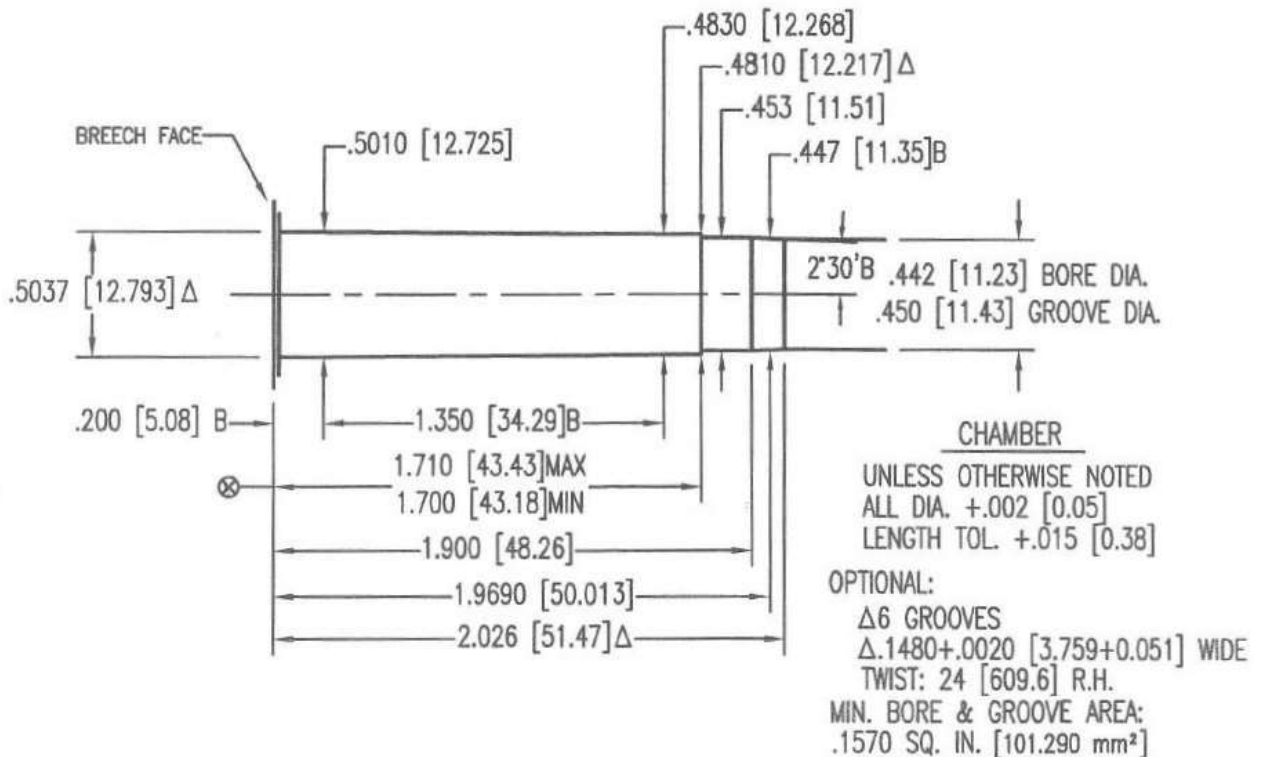 .4830 [12.268]
.4810 [12.217]Δ
.453 [11.51]
BREECH FACE
.5010 [12.725]
.447 [11.35]B
.5037 [12.793]Δ
2°30'B
.442 [11.23] BORE DIA.
.450 [11.43] GROOVE DIA.
.200 [5.08] B
1.350 [34.29]B
1.710 [43.43]MAX
1.700 [43.18]MIN
1.900 [48.26]
1.9690 [50.013]
2.026 [51.47]Δ
CHAMBER
UNLESS OTHERWISE NOTED
ALL DIA. +.002 [0.05]
LENGTH TOL. +.015 [0.38]
OPTIONAL:
Δ6 GROOVES
Δ.1480+.0020 [3.759+0.051] WIDE
TWIST: 24 [609.6] R.H.
MIN. BORE & GROOVE AREA:
.1570 SQ. IN. [101.290 mm²]